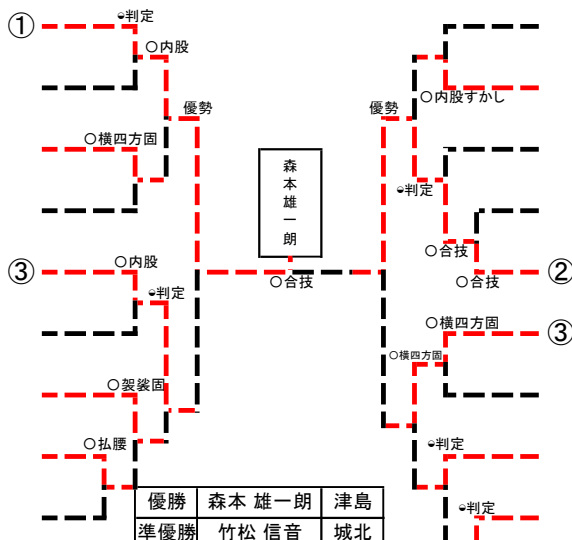 ①
◒判定
○内股
○横四方固
優勢
③
○内股
◒判定
○袈裟固
○払腰
森本雄一朗
○合技
優勢
○内股すかし
◒判定
○合技
○合技
②
○横四方固
③
○横四方固
◒判定
◒判定
優勝 森本 雄一朗 津島
準優勝 竹松 信音 城北